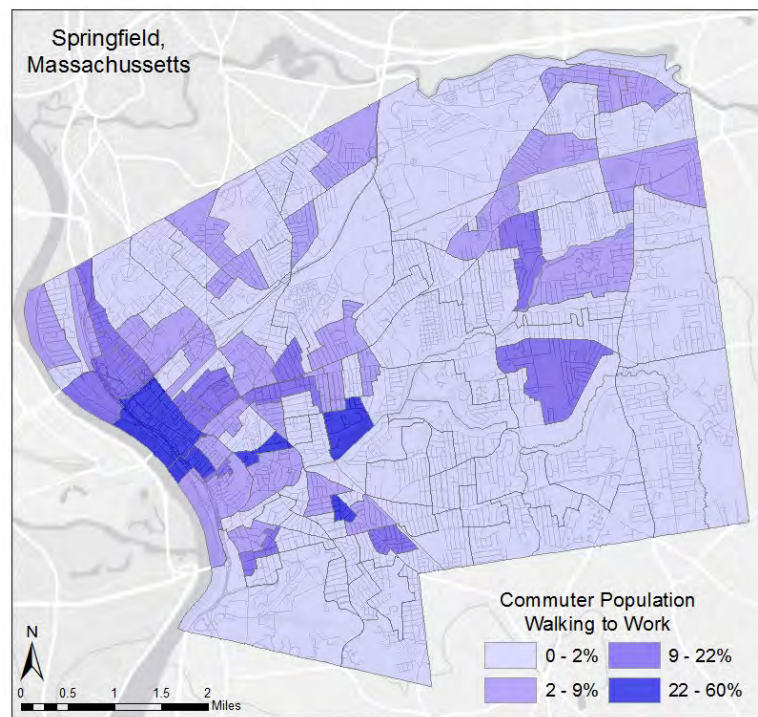 Springfield,
Massachussetts
Commuter Population
Walking to Work
0 - 2%
9 - 22%
2 - 9%
22 - 60%
N
0 0.5 1 1.5 2
Miles